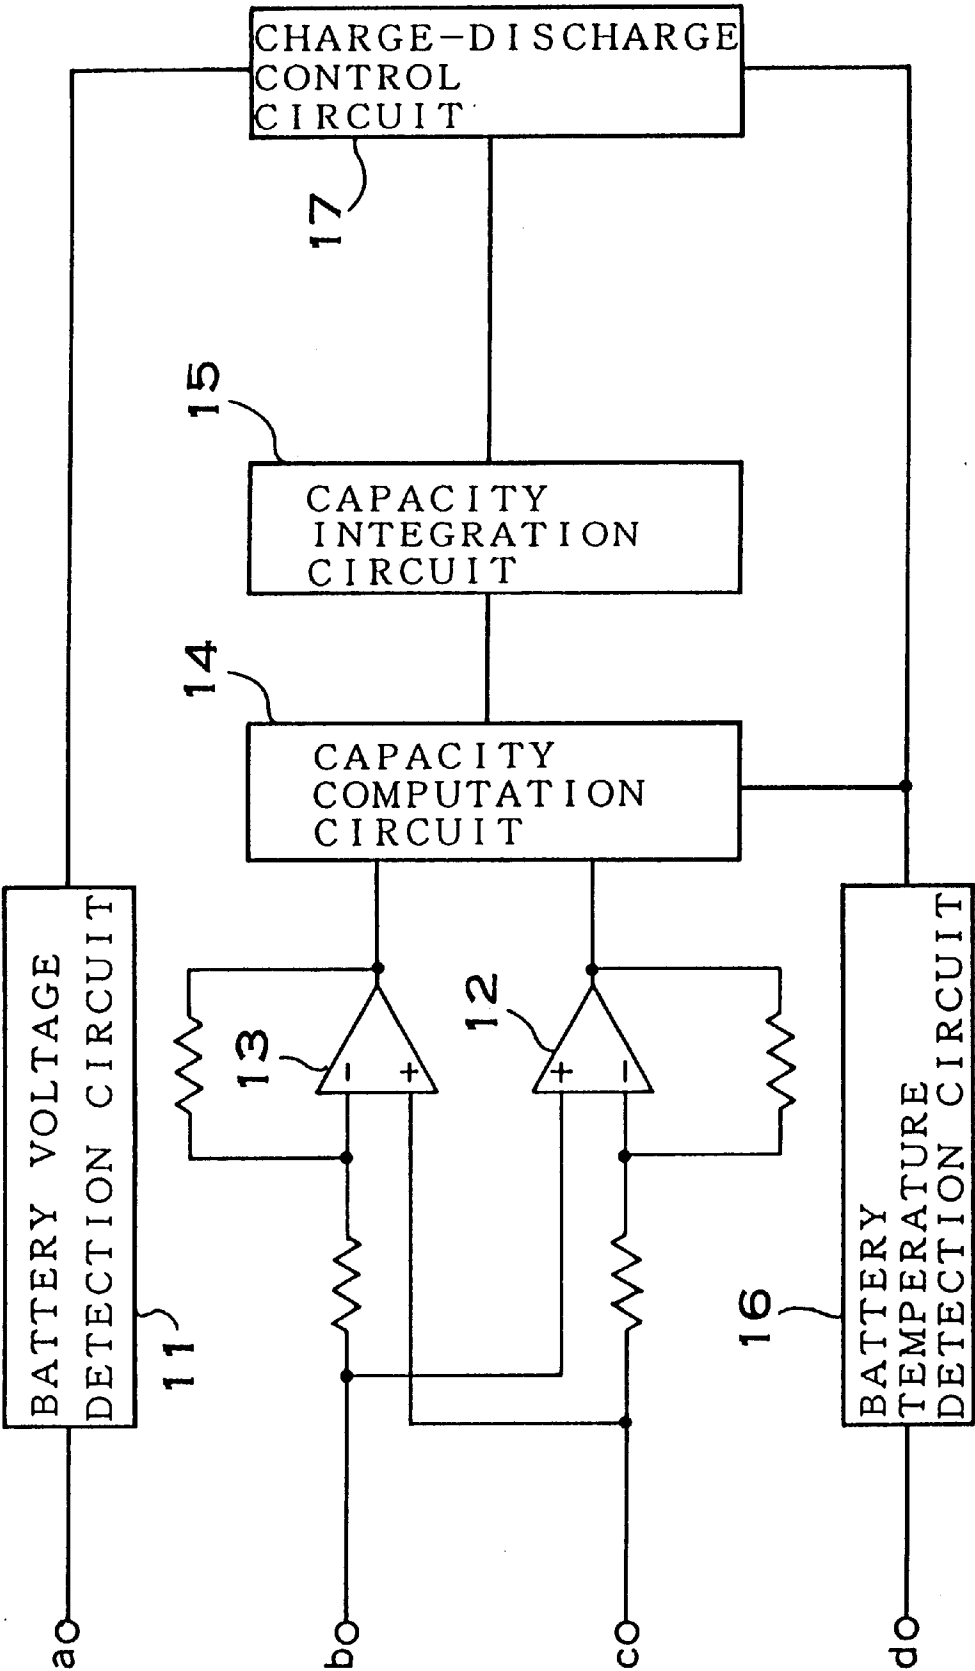 CHARGE-DISCHARGE
CONTROL
CIRCUIT
17
15
CAPACITY
INTEGRATION
CIRCUIT
14
CAPACITY
COMPUTATION
CIRCUIT
BATTERY VOLTAGE
DETECTION CIRCUIT
11
13
- +
12
+ -
BATTERY
TEMPERATURE
DETECTION CIRCUIT
16
a
b
c
d